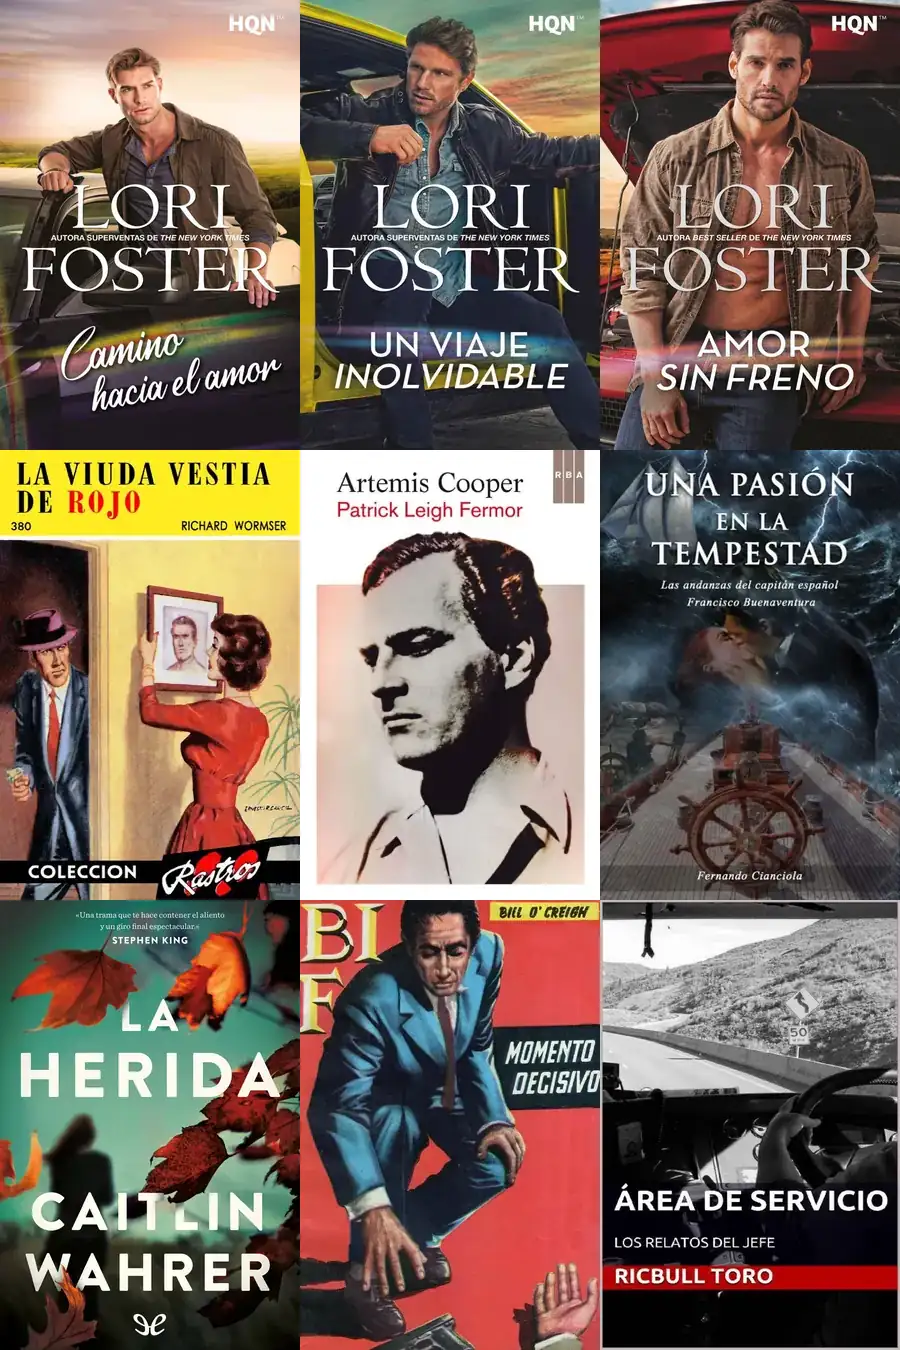 HQN™
LORI
AUTORA SUPERVENTAS DE THE NEW YORK TIMES
FOSTER
Camino
hacia el amor
HQN™
LORI
AUTORA SUPERVENTAS DE THE NEW YORK TIMES
FOSTER
UN VIAJE
INOLVIDABLE
HQN™
LORI
AUTORA BEST SELLER DE THE NEW YORK TIMES
FOSTER
AMOR
SIN FRENO
LA VIUDA VESTIA
DE ROJO
380 RICHARD WORMSER
COLECCION Rastros
Artemis Cooper
Patrick Leigh Fermor
RBA
UNA PASIÓN
EN LA
TEMPESTAD
Las andanzas del capitán español
Francisco Buenaventura
Fernando Cianciola
«Una trama que te hace contener el aliento
y un giro final espectacular.»
STEPHEN KING
LA
HERIDA
CAITLIN
WAHRER
BI
F
BILL O'CREIGH
MOMENTO
DECISIVO
50
ÁREA DE SERVICIO
LOS RELATOS DEL JEFE
RICBULL TORO